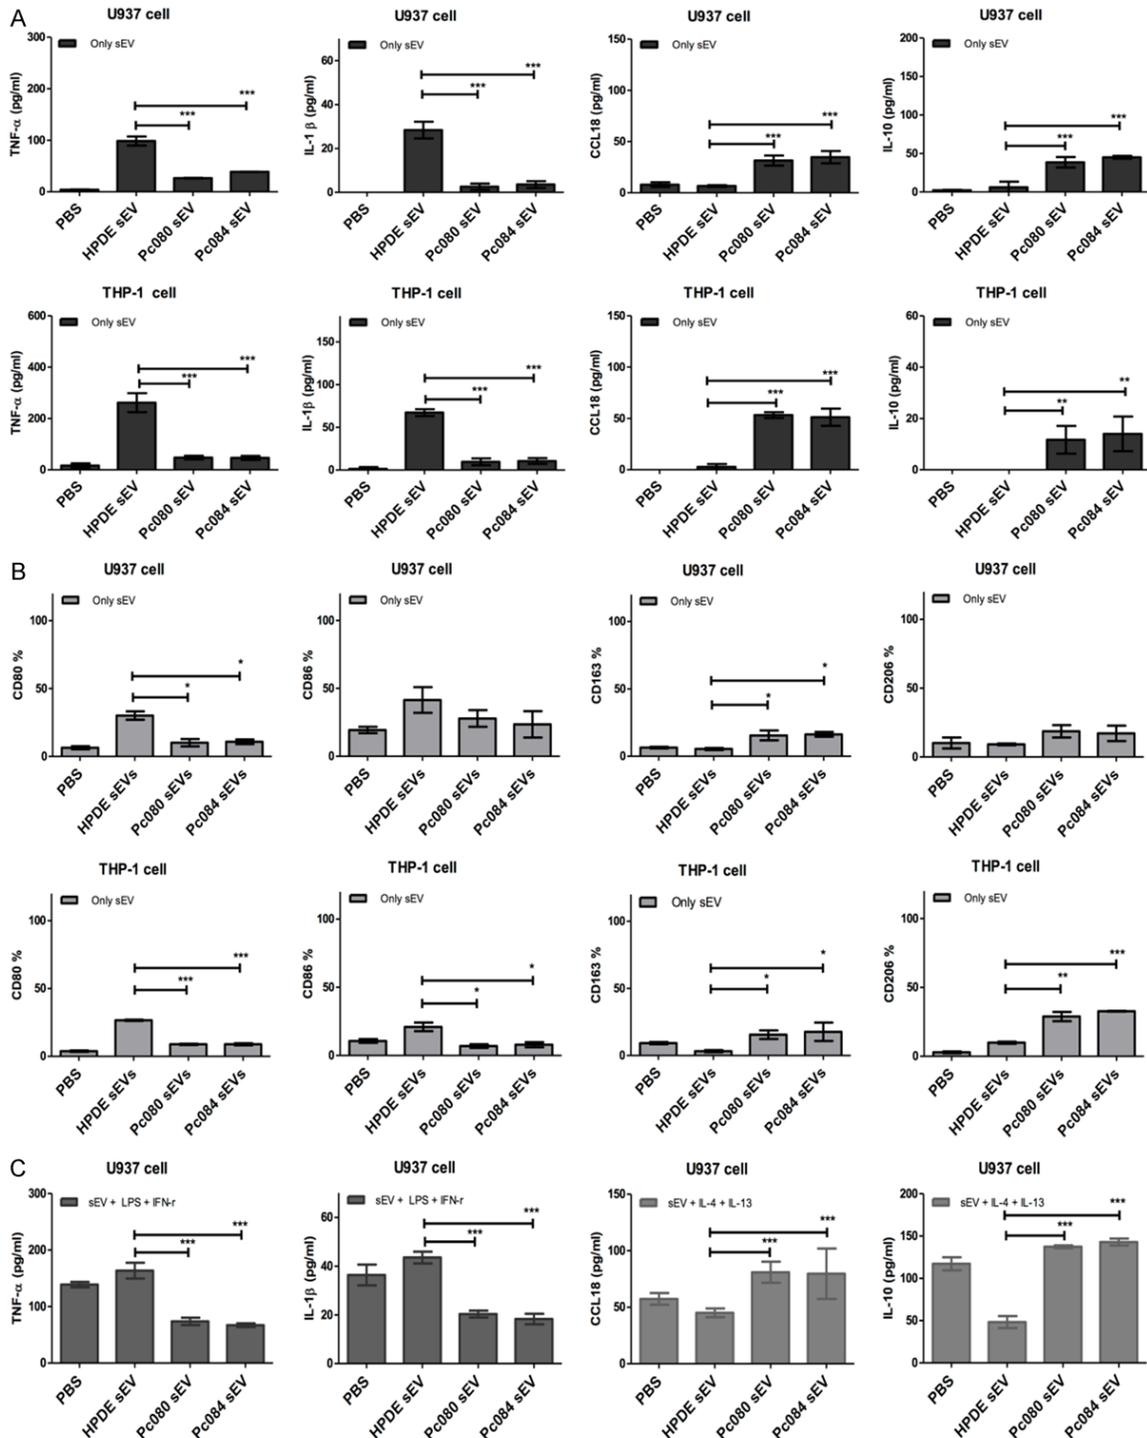 A
U937 cell
Only sEV
TNF-α (pg/ml)
300
200
100
0
***
***
PBS
HPDE sEV
Pc080 sEV
Pc084 sEV
U937 cell
Only sEV
IL-1 β (pg/ml)
60
40
20
0
***
***
PBS
HPDE sEV
Pc080 sEV
Pc084 sEV
U937 cell
Only sEV
CCL18 (pg/ml)
150
100
50
0
***
***
PBS
HPDE sEV
Pc080 sEV
Pc084 sEV
U937 cell
Only sEV
IL-10 (pg/ml)
200
150
100
50
0
***
***
PBS
HPDE sEV
Pc080 sEV
Pc084 sEV
THP-1 cell
Only sEV
TNF-α (pg/ml)
600
400
200
0
***
***
PBS
HPDE sEV
Pc080 sEV
Pc084 sEV
THP-1 cell
Only sEV
IL-1β (pg/ml)
150
100
50
0
***
***
PBS
HPDE sEV
Pc080 sEV
Pc084 sEV
THP-1 cell
Only sEV
CCL18 (pg/ml)
150
100
50
0
***
***
PBS
HPDE sEV
Pc080 sEV
Pc084 sEV
THP-1 cell
Only sEV
IL-10 (pg/ml)
60
40
20
0
**
**
PBS
HPDE sEV
Pc080 sEV
Pc084 sEV
B
U937 cell
Only sEV
CD80 %
100
50
0
*
*
PBS
HPDE sEVs
Pc080 sEVs
Pc084 sEVs
U937 cell
Only sEV
CD86 %
100
50
0
PBS
HPDE sEVs
Pc080 sEVs
Pc084 sEVs
U937 cell
Only sEV
CD163 %
100
50
0
*
*
PBS
HPDE sEVs
Pc080 sEVs
Pc084 sEVs
U937 cell
Only sEV
CD206 %
100
50
0
PBS
HPDE sEVs
Pc080 sEVs
Pc084 sEVs
THP-1 cell
Only sEV
CD80 %
100
50
0
***
***
PBS
HPDE sEVs
Pc080 sEVs
Pc084 sEVs
THP-1 cell
Only sEV
CD86 %
100
50
0
*
*
PBS
HPDE sEVs
Pc080 sEVs
Pc084 sEVs
THP-1 cell
Only sEV
CD163 %
100
50
0
*
*
PBS
HPDE sEVs
Pc080 sEVs
Pc084 sEVs
THP-1 cell
Only sEV
CD206 %
100
50
0
***
**
PBS
HPDE sEVs
Pc080 sEVs
Pc084 sEVs
C
U937 cell
sEV + LPS + IFN-r
TNF-α (pg/ml)
300
200
100
0
***
***
PBS
HPDE sEV
Pc080 sEV
Pc084 sEV
U937 cell
sEV + LPS + IFN-r
IL-1β (pg/ml)
60
40
20
0
***
***
PBS
HPDE sEV
Pc080 sEV
Pc084 sEV
U937 cell
sEV + IL-4 + IL-13
CCL18 (pg/ml)
150
100
50
0
***
***
PBS
HPDE sEV
Pc080 sEV
Pc084 sEV
U937 cell
sEV + IL-4 + IL-13
IL-10 (pg/ml)
200
150
100
50
0
***
***
PBS
HPDE sEV
Pc080 sEV
Pc084 sEV